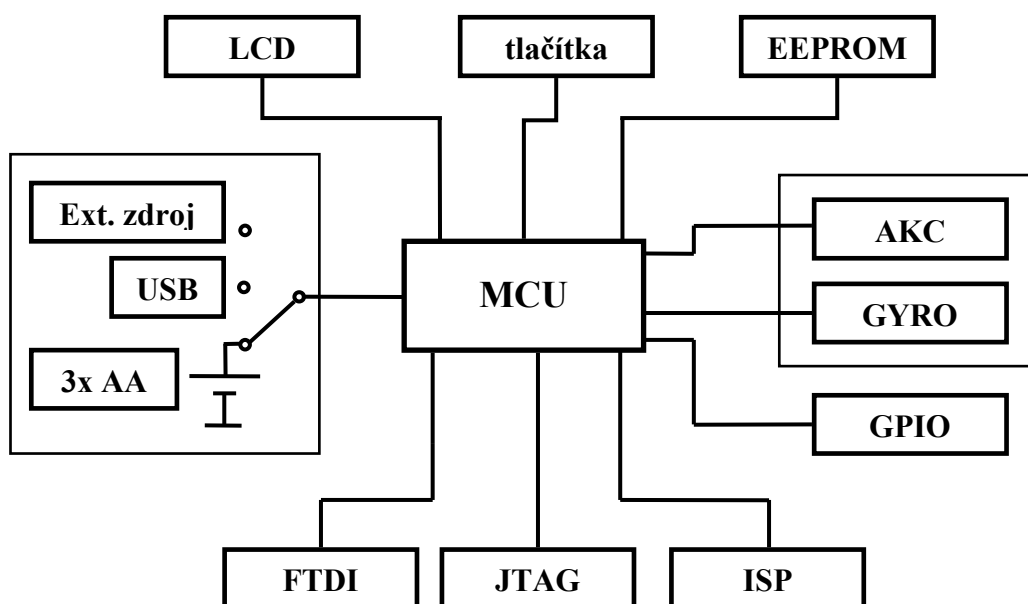 LCD
tlačítka
EEPROM
Ext. zdroj
USB
3x AA
MCU
AKC
GYRO
GPIO
FTDI
JTAG
ISP